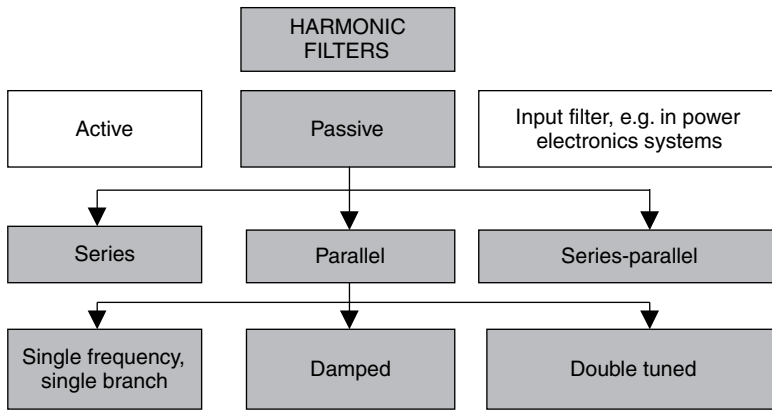 HARMONIC
FILTERS
Active
Passive
Input filter, e.g. in power
electronics systems
Series
Parallel
Series-parallel
Single frequency,
single branch
Damped
Double tuned